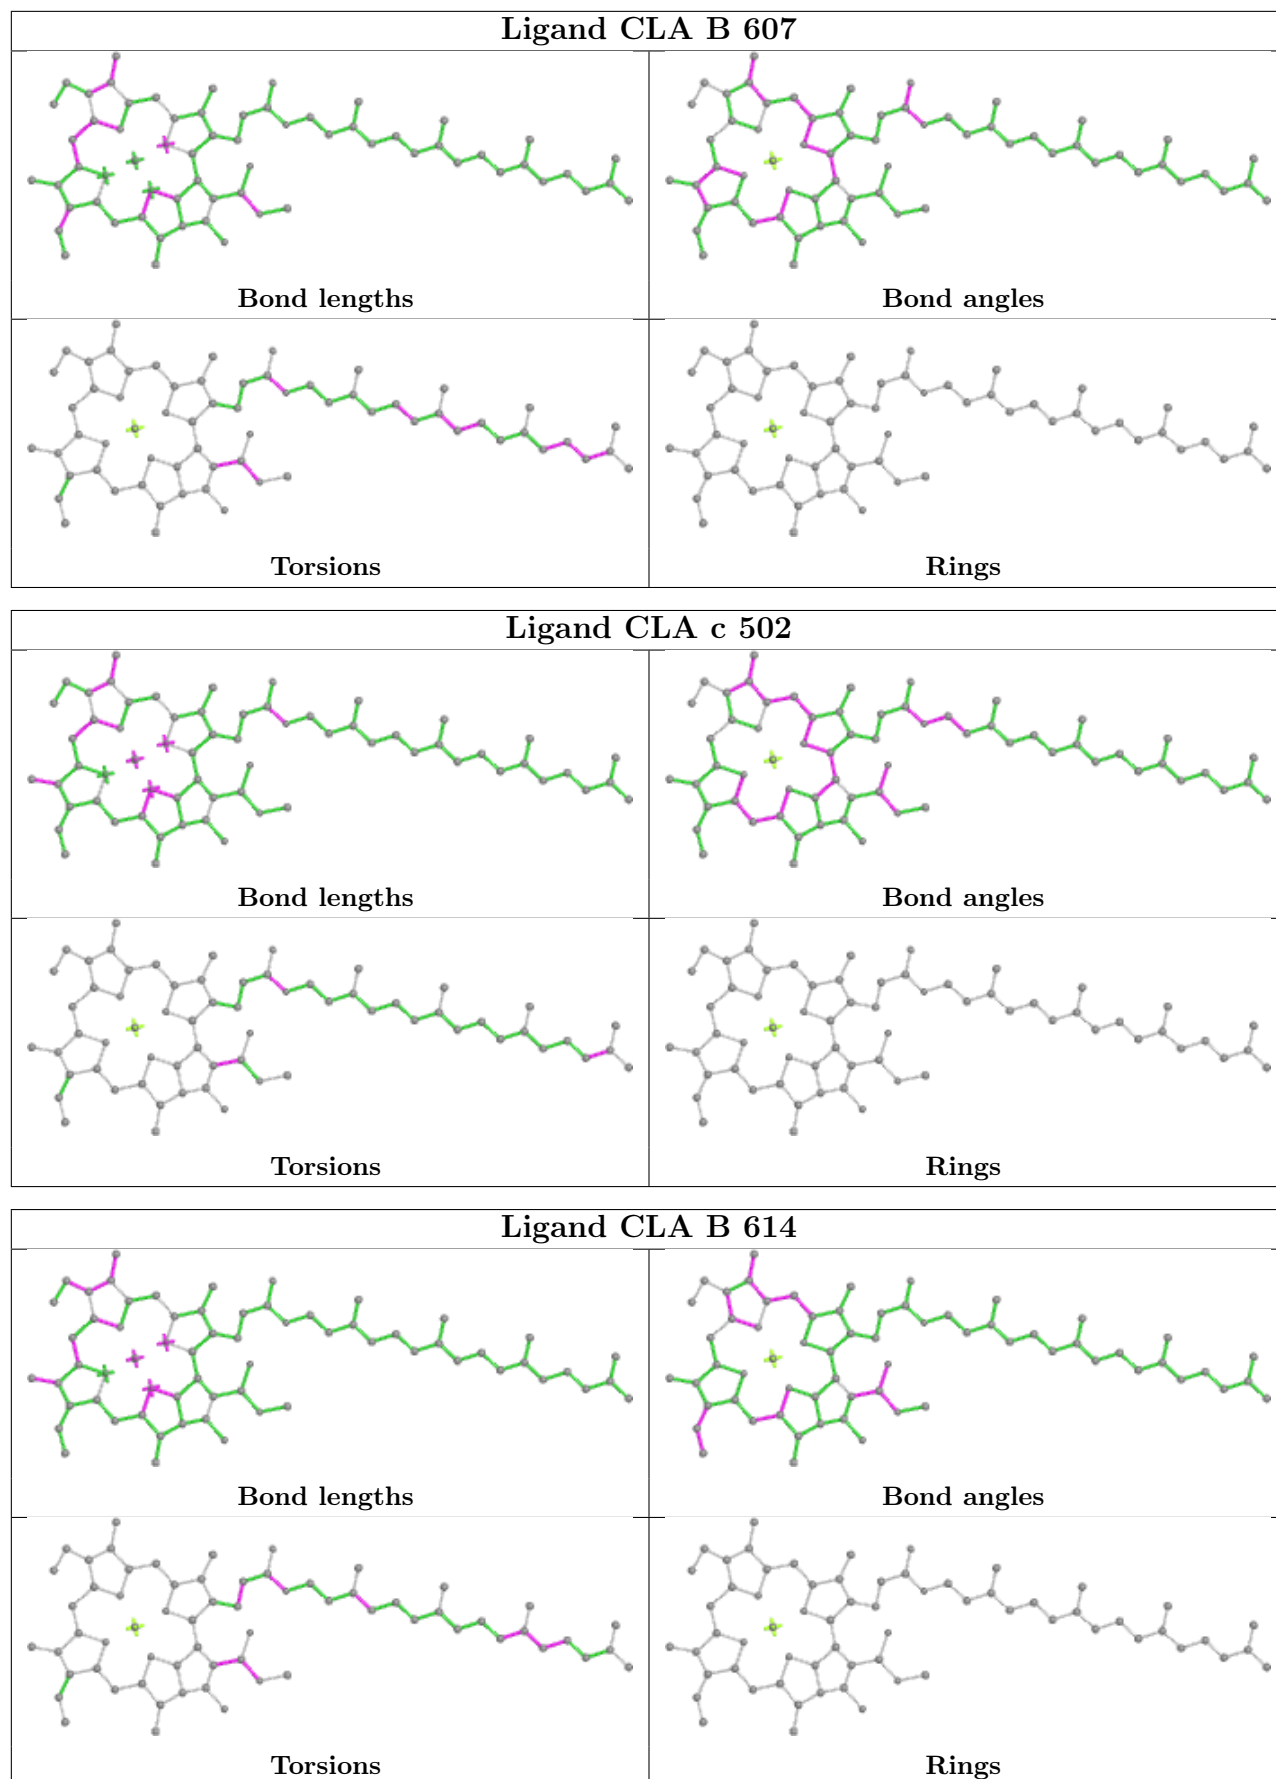 Ligand CLA B 607
Bond lengths
Bond angles
Torsions
Rings
Ligand CLA c 502
Bond lengths
Bond angles
Torsions
Rings
Ligand CLA B 614
Bond lengths
Bond angles
Torsions
Rings